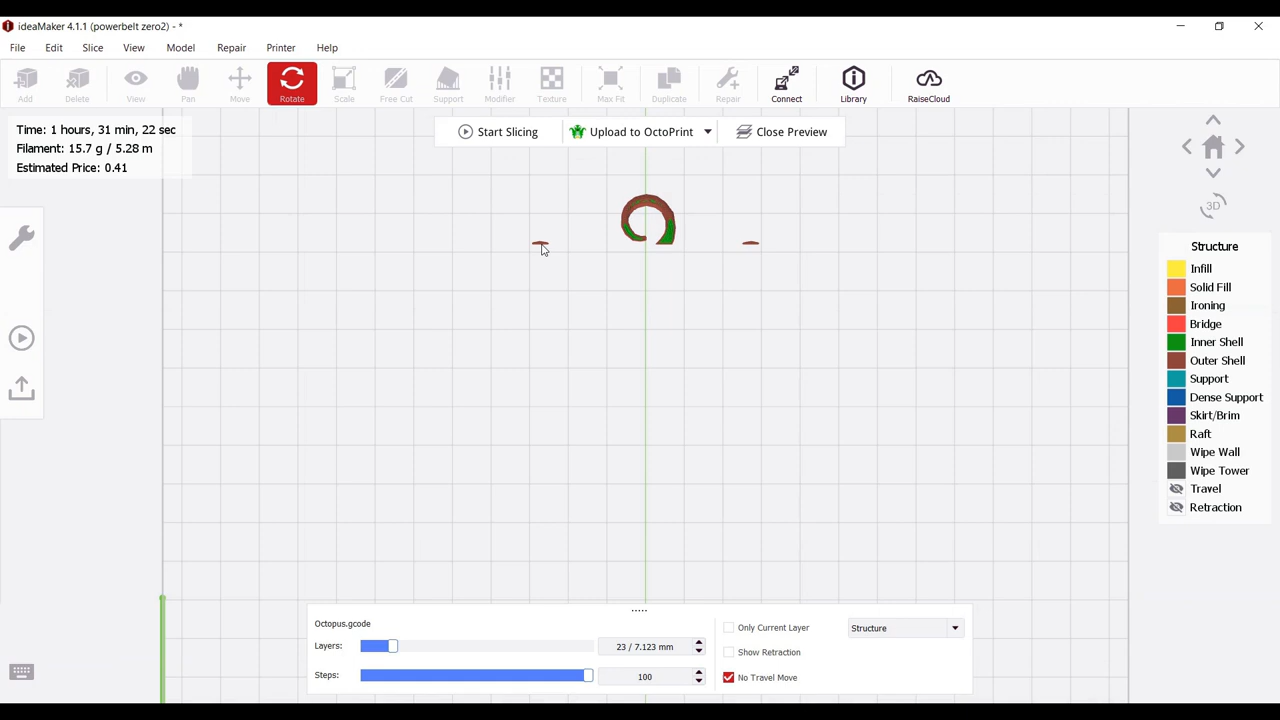 ideaMaker 4.1.1 (powerbelt zero2) - *
File Edit Slice View Model Repair Printer Help
Add Delete View Pan Move Rotate Scale Free Cut Support Modifier Texture Max Fit Duplicate Repair Connect Library RaiseCloud
Time: 1 hours, 31 min, 22 sec
Filament: 15.7 g / 5.28 m
Estimated Price: 0.41
Start Slicing Upload to OctoPrint Close Preview
3D
Structure
Infill
Solid Fill
Ironing
Bridge
Inner Shell
Outer Shell
Support
Dense Support
Skirt/Brim
Raft
Wipe Wall
Wipe Tower
Travel
Retraction
Octopus.gcode
Layers: 23 / 7.123 mm
Steps: 100
Only Current Layer
Show Retraction
No Travel Move
Structure